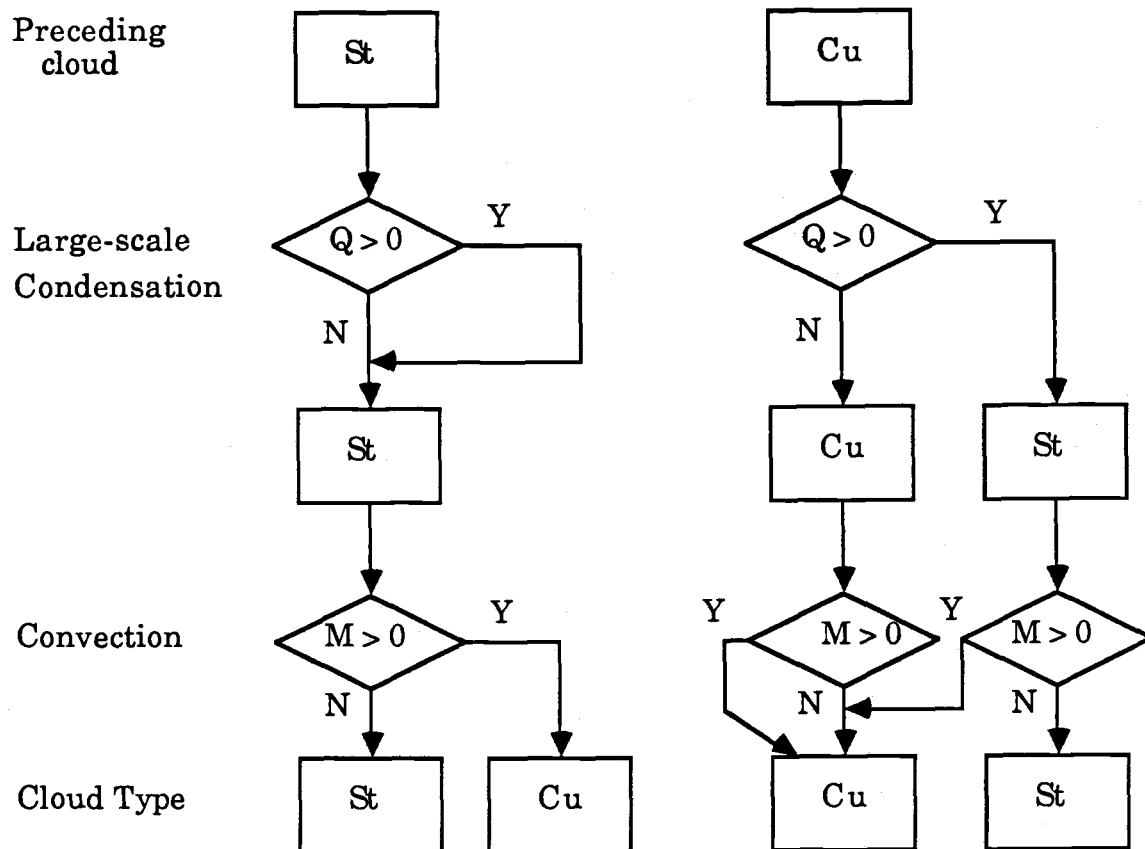 Preceding
cloud
St
Cu
Large-scale
Condensation
Q > 0
Y
N
Q > 0
Y
N
St
Cu
St
Convection
M > 0
Y
N
Y
M > 0
N
Y
M > 0
N
Cloud Type
St
Cu
Cu
St